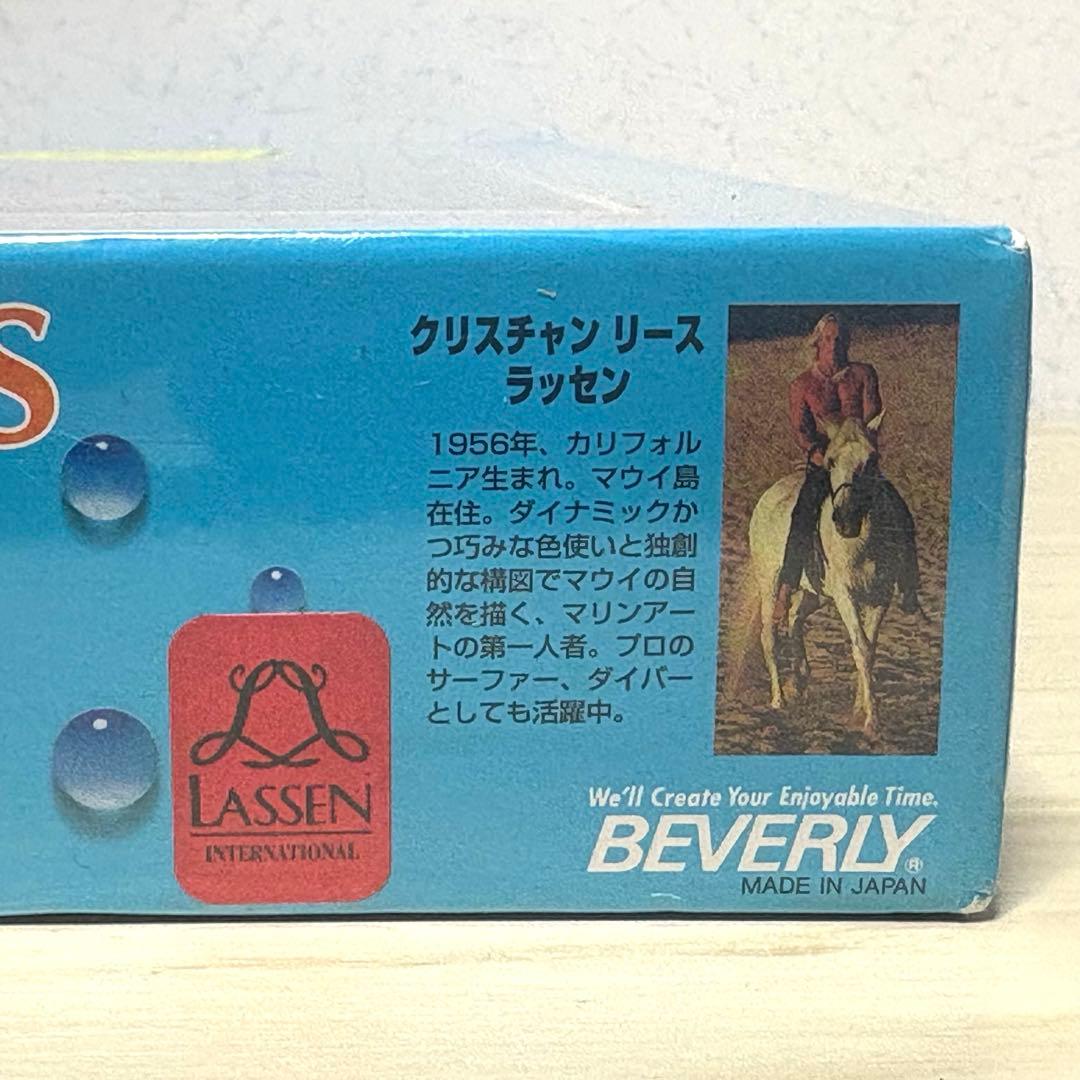 S
クリスチャン リース
ラッセン
1956年、カリフォル
ニア生まれ。マウイ島
在住。ダイナミックか
つ巧みな色使いと独創
的な構図でマウイの自
然を描く、マリンアー
トの第一人者。プロの
サーファー、ダイバー
としても活躍中。
LASSEN
INTERNATIONAL
We'll Create Your Enjoyable Time.
BEVERLY®
MADE IN JAPAN